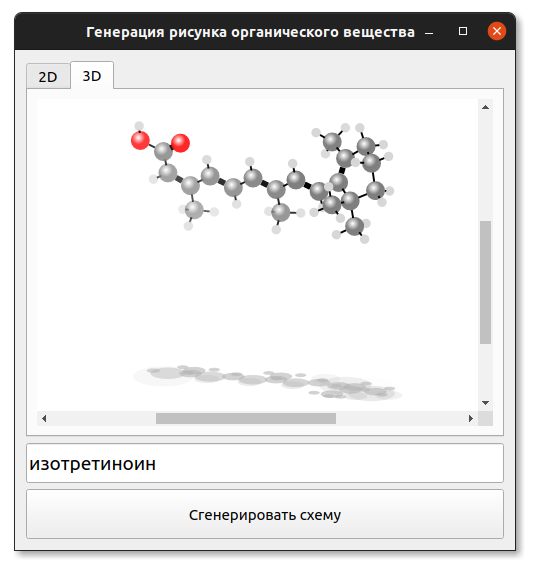 Генерация рисунка органического вещества
2D 3D
изотретиноин
Сгенерировать схему